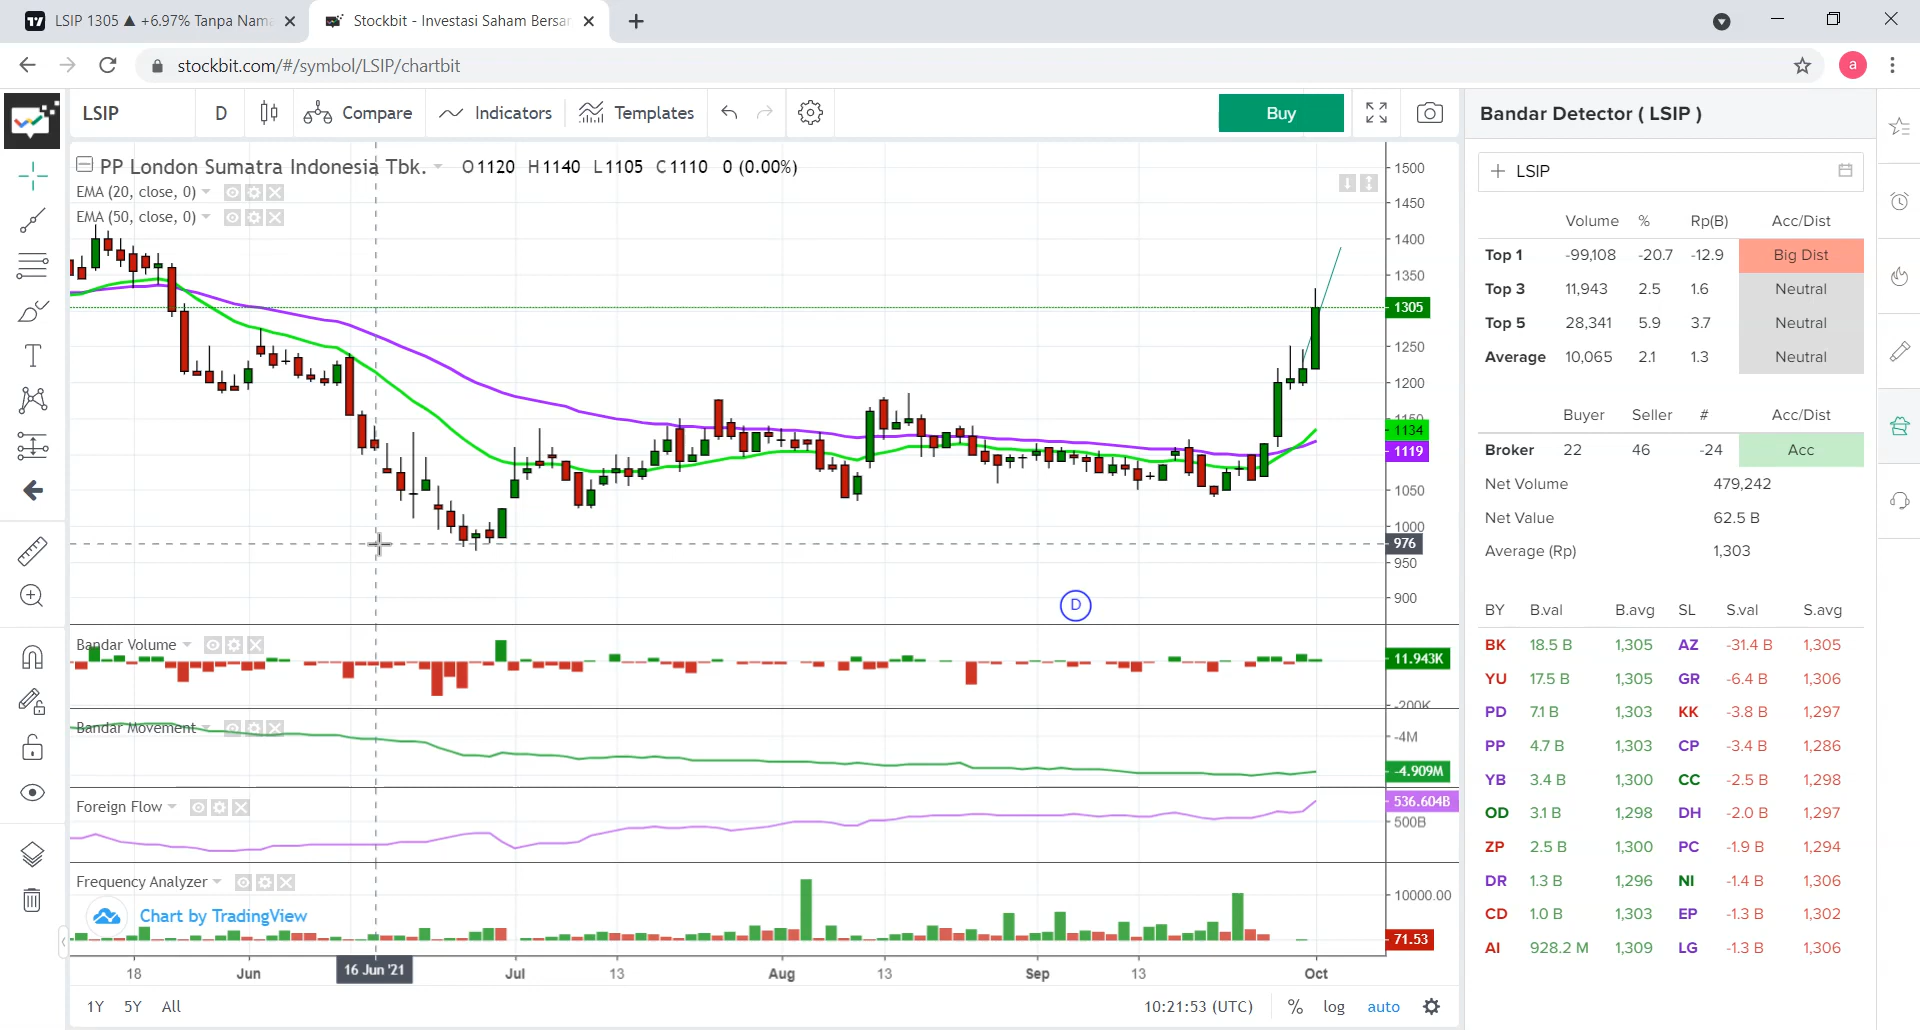 LSIP 1305 ▲ +6.97% Tanpa Nama
Stockbit - Investasi Saham Bersar
stockbit.com/#/symbol/LSIP/chartbit
a
LSIP D Compare Indicators Templates Buy
PP London Sumatra Indonesia Tbk. O1120 H1140 L1105 C1110 0 (0.00%)
EMA (20, close, 0)
EMA (50, close, 0)
1500
1450
1400
1350
1305
1250
1200
1150
1134
1119
1050
1000
976
950
900
D
Bandar Volume
11.943K
-200K
Bandar Movement
-4M
-4.909M
Foreign Flow
536.604B
500B
Frequency Analyzer
10000.00
71.53
Chart by TradingView
18 Jun 16 Jun '21 Jul 13 Aug 13 Sep 13 Oct
1Y 5Y All 10:21:53 (UTC) % log auto
Bandar Detector ( LSIP )
LSIP
Volume % Rp(B) Acc/Dist
Top 1 -99,108 -20.7 -12.9 Big Dist
Top 3 11,943 2.5 1.6 Neutral
Top 5 28,341 5.9 3.7 Neutral
Average 10,065 2.1 1.3 Neutral
Buyer Seller # Acc/Dist
Broker 22 46 -24 Acc
Net Volume 479,242
Net Value 62.5 B
Average (Rp) 1,303
BY B.val B.avg SL S.val S.avg
BK 18.5 B 1,305 AZ -31.4 B 1,305
YU 17.5 B 1,305 GR -6.4 B 1,306
PD 7.1 B 1,303 KK -3.8 B 1,297
PP 4.7 B 1,303 CP -3.4 B 1,286
YB 3.4 B 1,300 CC -2.5 B 1,298
OD 3.1 B 1,298 DH -2.0 B 1,297
ZP 2.5 B 1,300 PC -1.9 B 1,294
DR 1.3 B 1,296 NI -1.4 B 1,306
CD 1.0 B 1,303 EP -1.3 B 1,302
AI 928.2 M 1,309 LG -1.3 B 1,306